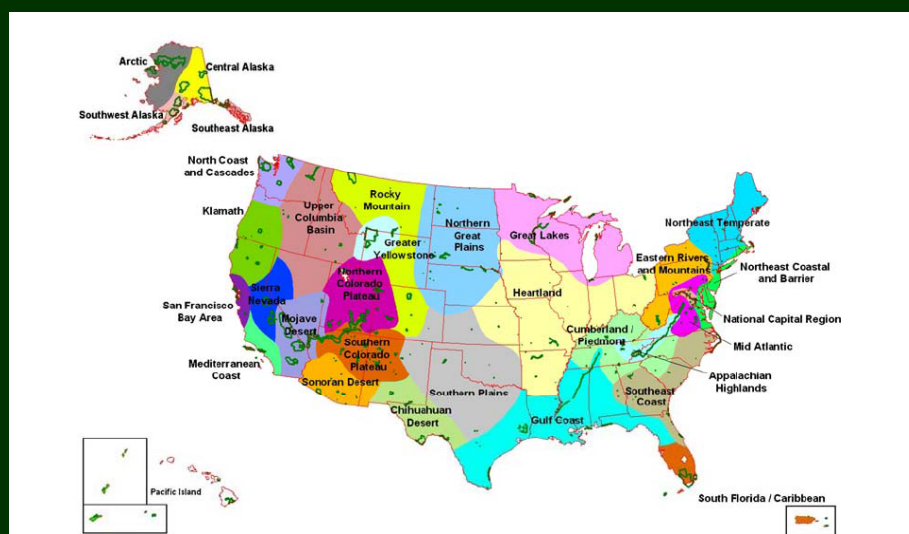 Arctic
Central Alaska
Southwest Alaska
Southeast Alaska
North Coast
and Cascades
Rocky
Mountain
Klamath
Upper
Columbia
Basin
Northern
Great
Plains
Great Lakes
Northeast Temperate
Greater
Yellowstone
Eastern Rivers
and Mountains
Northeast Coastal
and Barrier
Northern
Colorado
Plateau
Sierra
Nevada
Heartland
San Francisco
Bay Area
Mojave
Desert
National Capital Region
Cumberland /
Piedmont
Mid Atlantic
Southern
Colorado
Plateau
Mediterranean
Coast
Appalachian
Highlands
Sonoran Desert
Southern Plains
Southeast
Coast
Chihuahuan
Desert
Gulf Coast
Pacific Island
South Florida / Caribbean